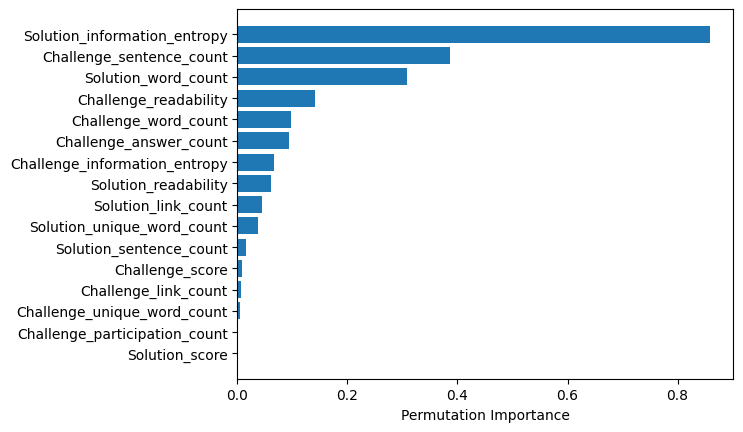 Solution_information_entropy
Challenge_sentence_count
Solution_word_count
Challenge_readability
Challenge_word_count
Challenge_answer_count
Challenge_information_entropy
Solution_readability
Solution_link_count
Solution_unique_word_count
Solution_sentence_count
Challenge_score
Challenge_link_count
Challenge_unique_word_count
Challenge_participation_count
Solution_score
0.0 0.2 0.4 0.6 0.8
Permutation Importance